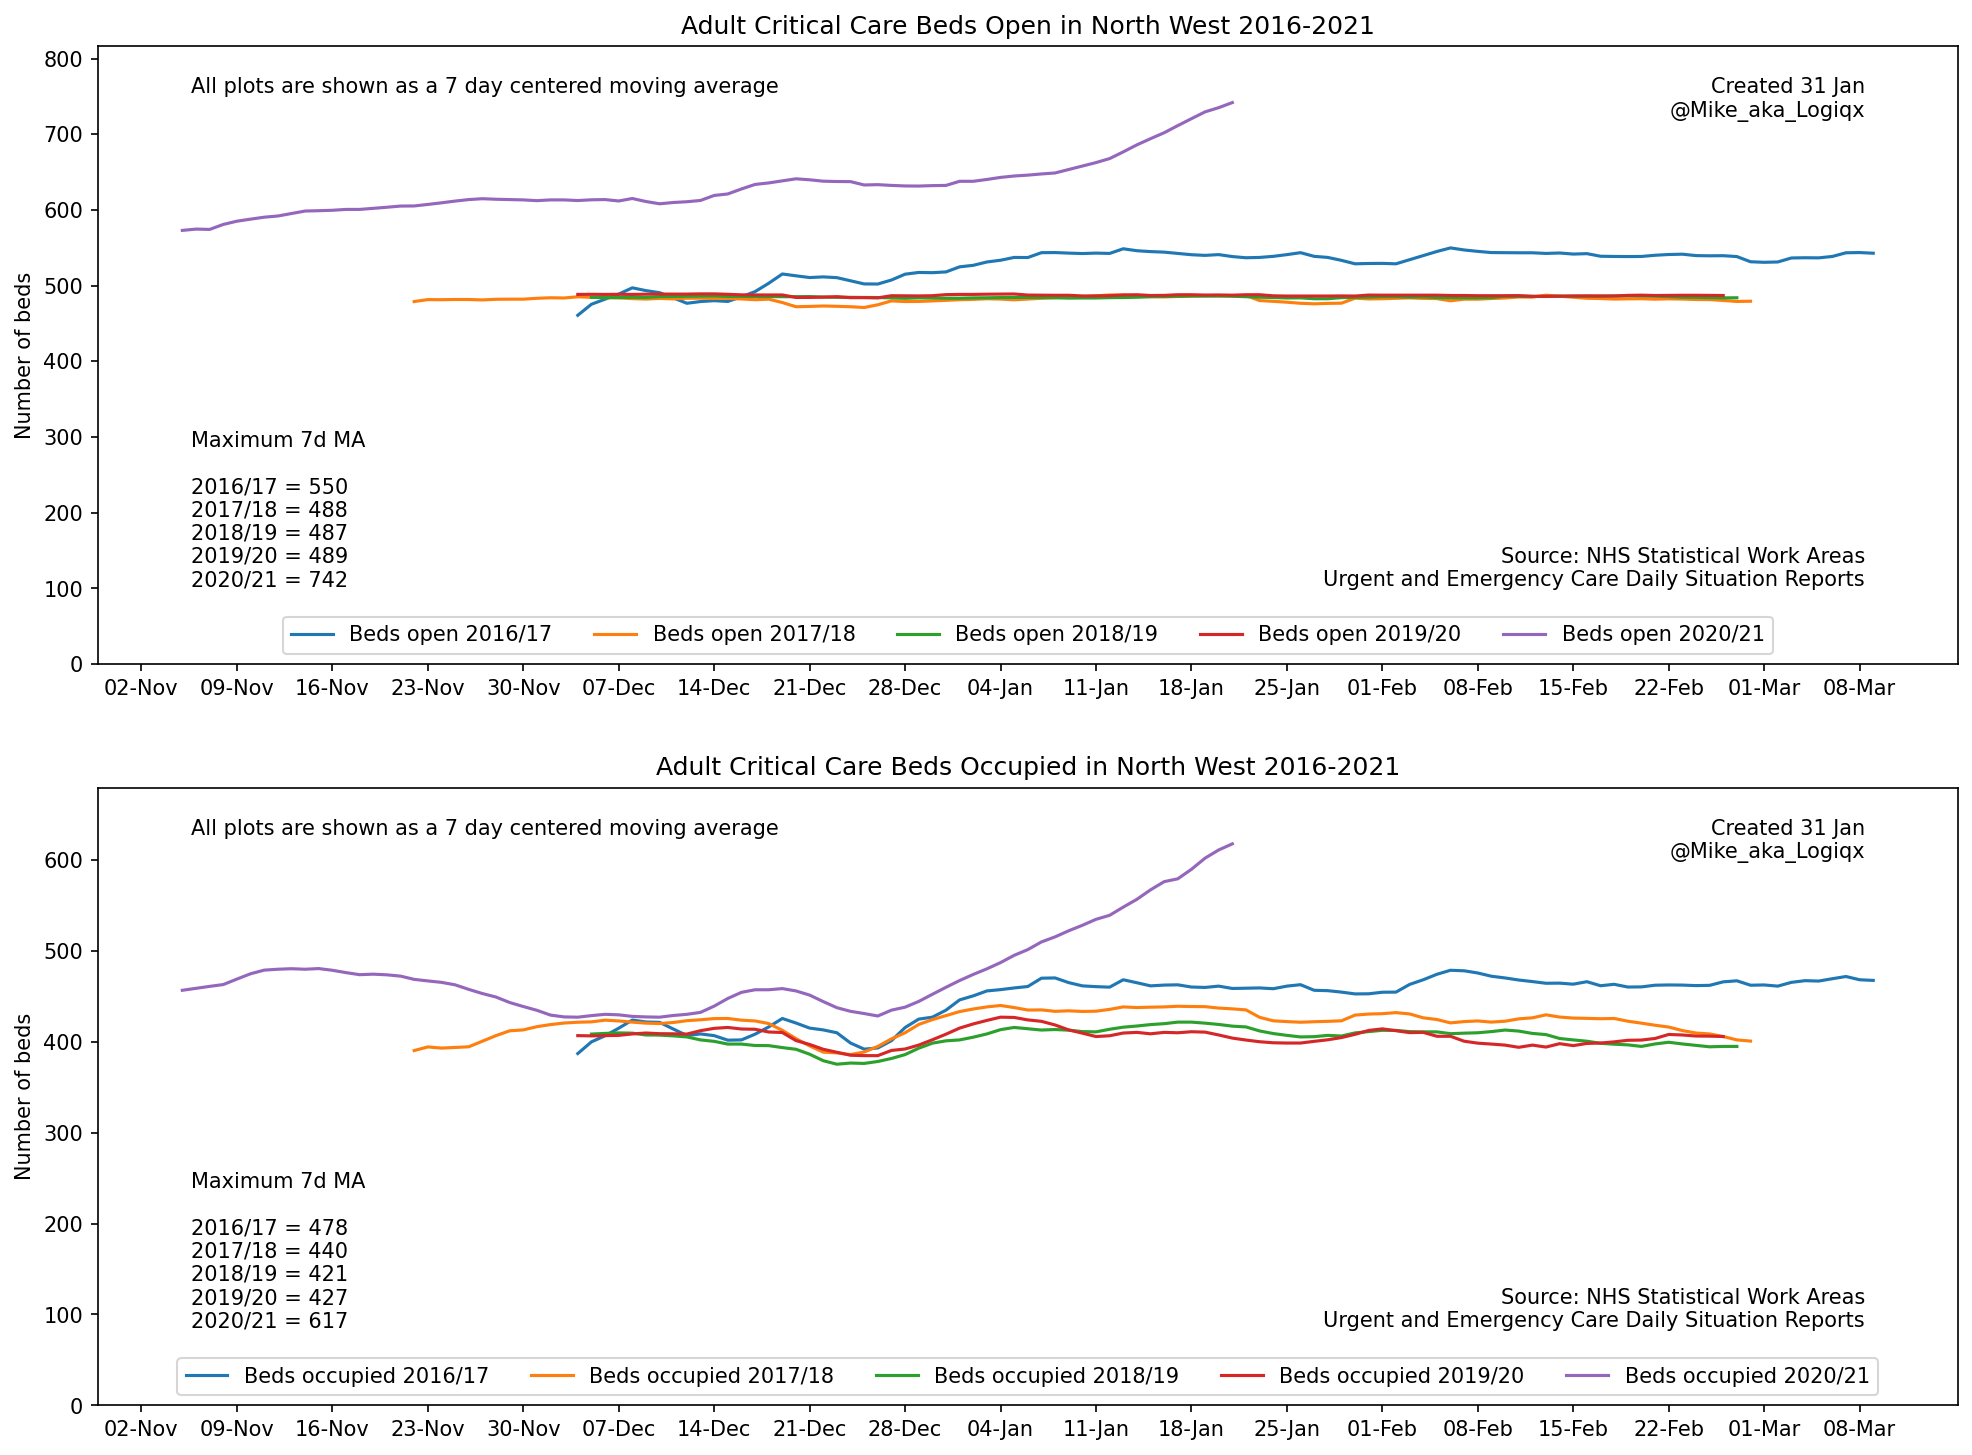 Adult Critical Care Beds Open in North West 2016-2021
All plots are shown as a 7 day centered moving average
Created 31 Jan
@Mike_aka_Logiqx
Number of beds
800
700
600
500
400
300
200
100
0
Maximum 7d MA
2016/17 = 550
2017/18 = 488
2018/19 = 487
2019/20 = 489
2020/21 = 742
Source: NHS Statistical Work Areas
Urgent and Emergency Care Daily Situation Reports
Beds open 2016/17 Beds open 2017/18 Beds open 2018/19 Beds open 2019/20 Beds open 2020/21
02-Nov 09-Nov 16-Nov 23-Nov 30-Nov 07-Dec 14-Dec 21-Dec 28-Dec 04-Jan 11-Jan 18-Jan 25-Jan 01-Feb 08-Feb 15-Feb 22-Feb 01-Mar 08-Mar
Adult Critical Care Beds Occupied in North West 2016-2021
All plots are shown as a 7 day centered moving average
Created 31 Jan
@Mike_aka_Logiqx
Number of beds
600
500
400
300
200
100
0
Maximum 7d MA
2016/17 = 478
2017/18 = 440
2018/19 = 421
2019/20 = 427
2020/21 = 617
Source: NHS Statistical Work Areas
Urgent and Emergency Care Daily Situation Reports
Beds occupied 2016/17 Beds occupied 2017/18 Beds occupied 2018/19 Beds occupied 2019/20 Beds occupied 2020/21
02-Nov 09-Nov 16-Nov 23-Nov 30-Nov 07-Dec 14-Dec 21-Dec 28-Dec 04-Jan 11-Jan 18-Jan 25-Jan 01-Feb 08-Feb 15-Feb 22-Feb 01-Mar 08-Mar